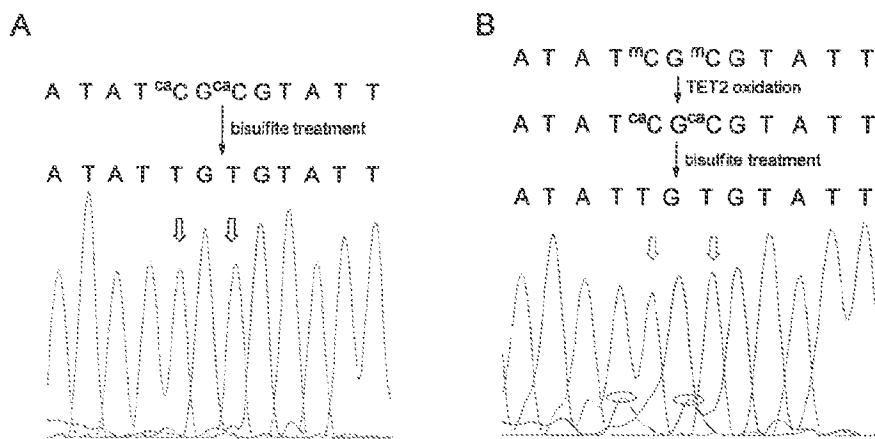 A
A T A T caC G caC G T A T T
bisulfite treatment
A T A T T G T G T A T T
B
A T A T mC G mC G T A T T
TET2 oxidation
A T A T caC G caC G T A T T
bisulfite treatment
A T A T T G T G T A T T